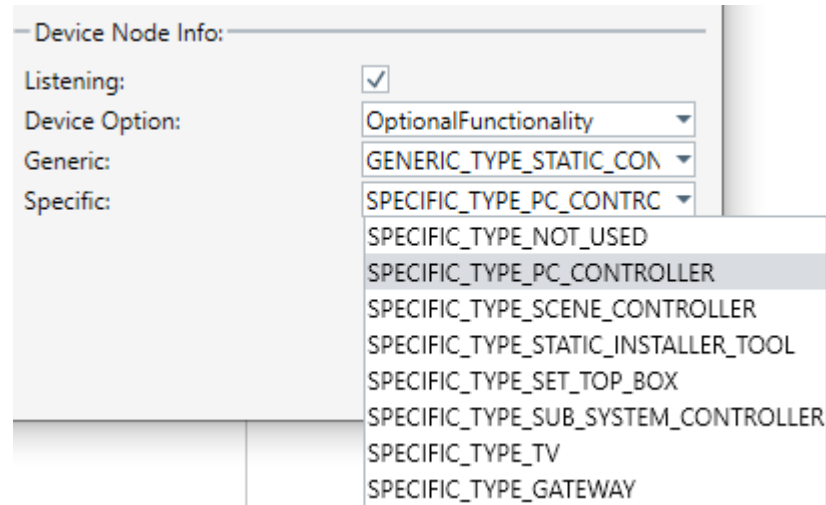 Device Node Info:
Listening:
Device Option: OptionalFunctionality
Generic: GENERIC_TYPE_STATIC_CON
Specific: SPECIFIC_TYPE_PC_CONTRC
SPECIFIC_TYPE_NOT_USED
SPECIFIC_TYPE_PC_CONTROLLER
SPECIFIC_TYPE_SCENE_CONTROLLER
SPECIFIC_TYPE_STATIC_INSTALLER_TOOL
SPECIFIC_TYPE_SET_TOP_BOX
SPECIFIC_TYPE_SUB_SYSTEM_CONTROLLER
SPECIFIC_TYPE_TV
SPECIFIC_TYPE_GATEWAY